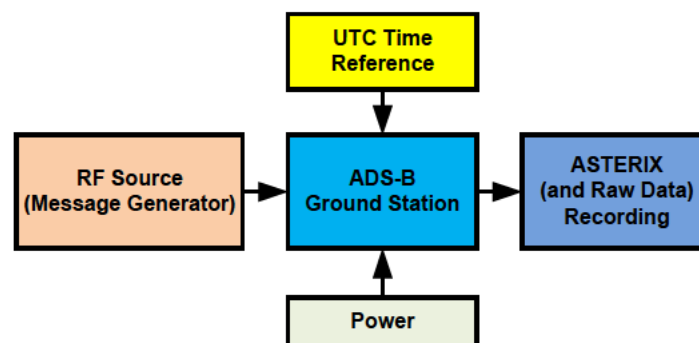 UTC Time
Reference
RF Source
(Message Generator)
ADS-B
Ground Station
ASTERIX
(and Raw Data)
Recording
Power